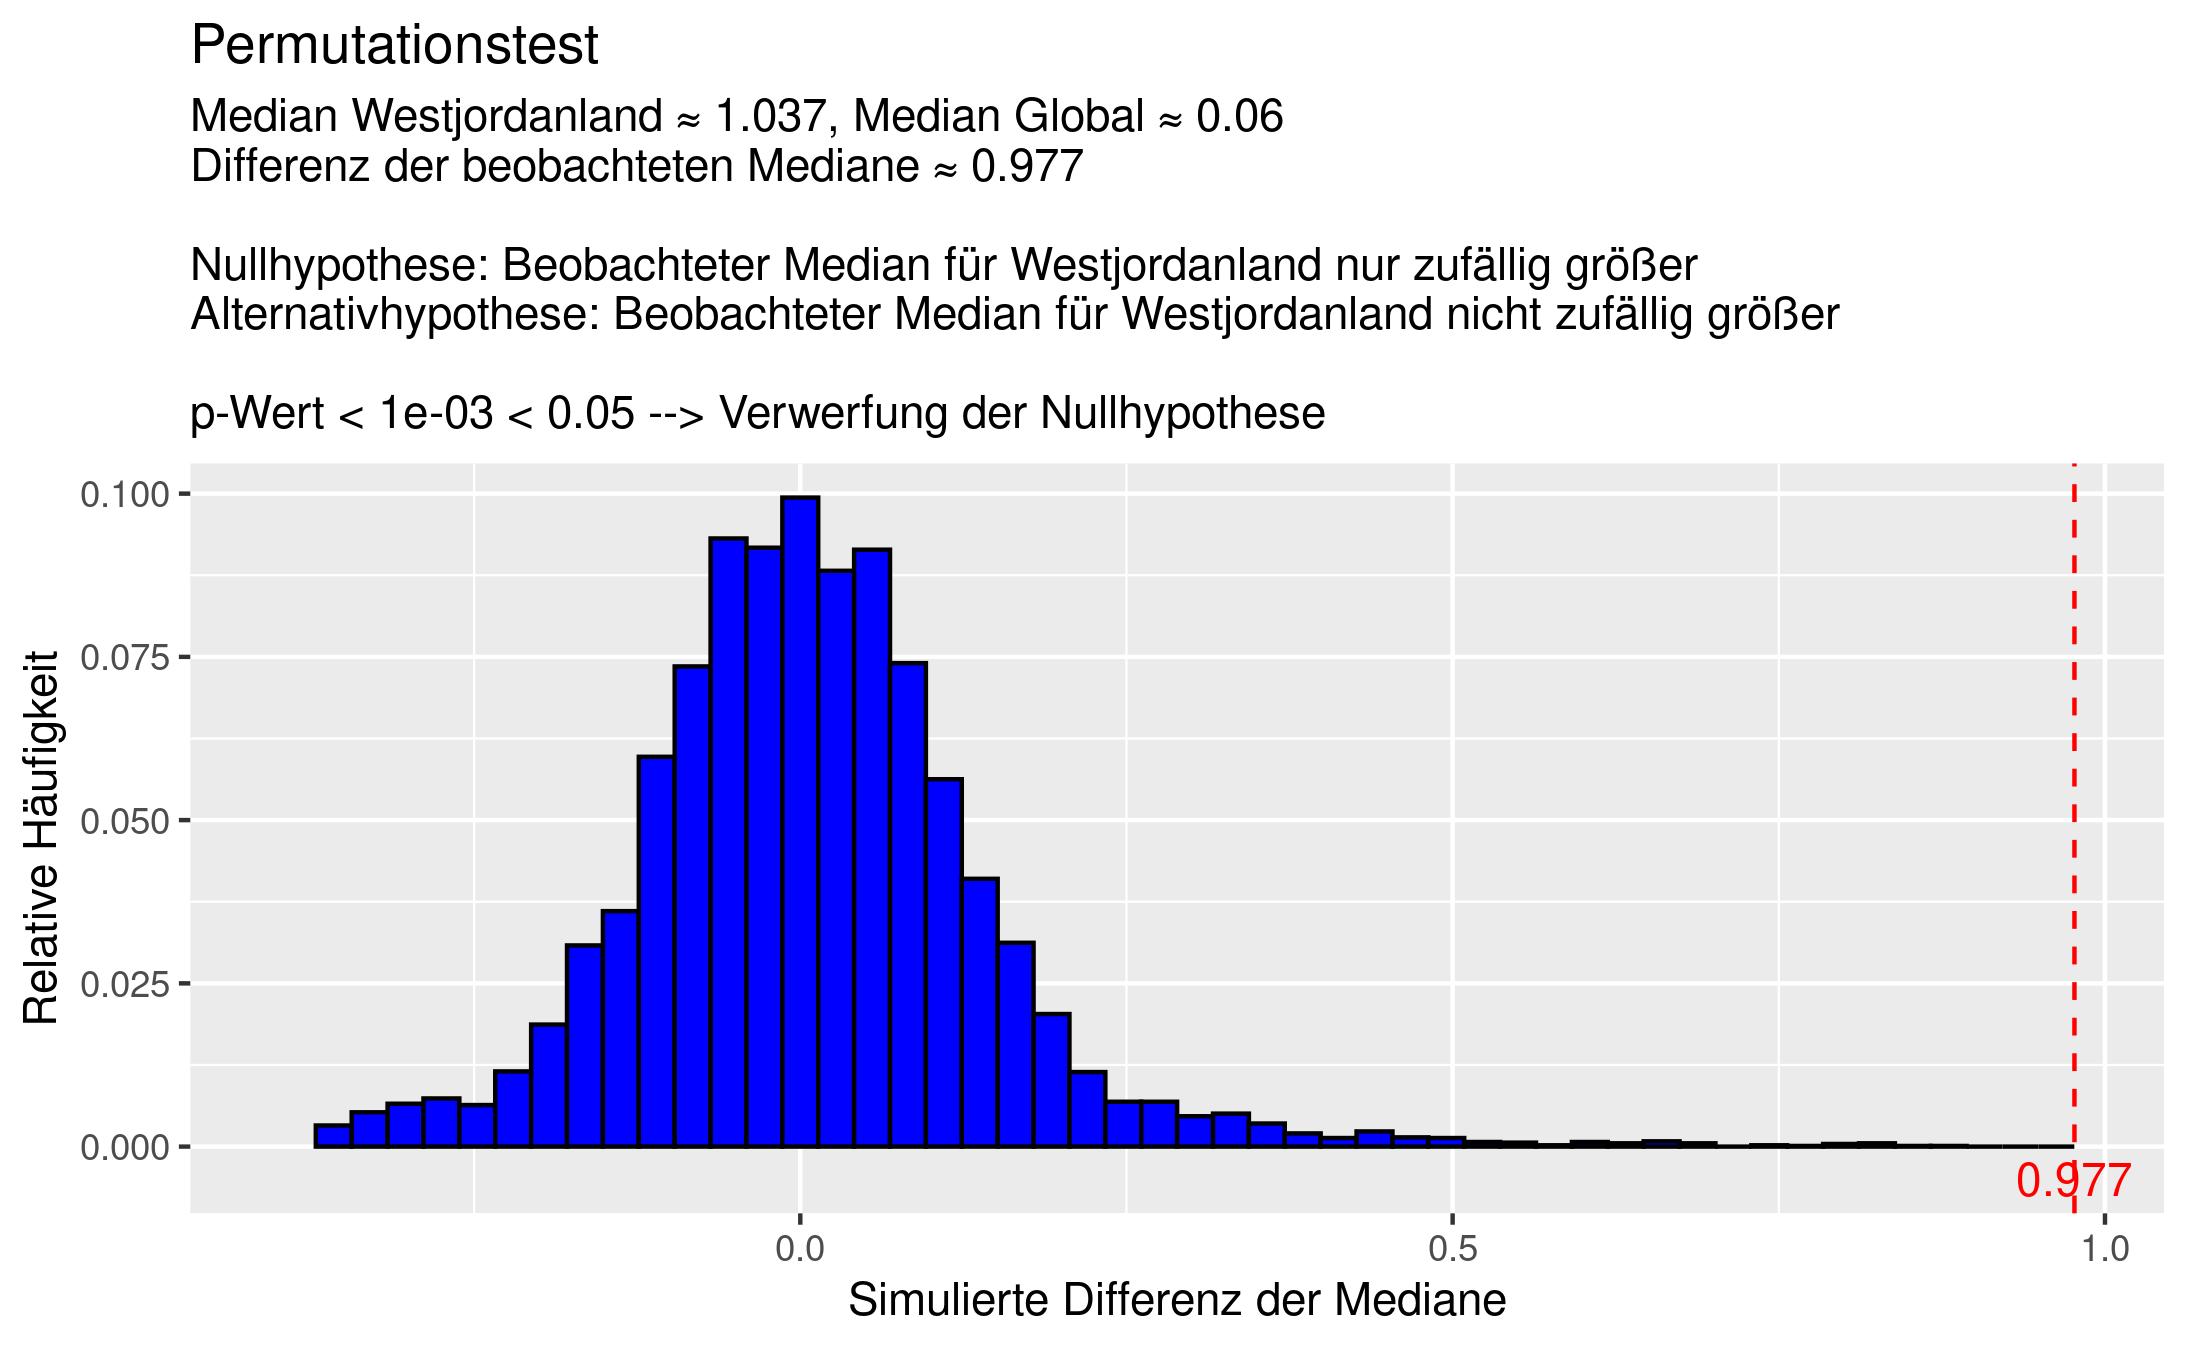 Permutationstest
Median Westjordanland ≈ 1.037, Median Global ≈ 0.06
Differenz der beobachteten Mediane ≈ 0.977
Nullhypothese: Beobachteter Median für Westjordanland nur zufällig größer
Alternativhypothese: Beobachteter Median für Westjordanland nicht zufällig größer
p-Wert < 1e-03 < 0.05 --> Verwerfung der Nullhypothese
Relative Häufigkeit
0.100
0.075
0.050
0.025
0.000
0.977
0.0
0.5
1.0
Simulierte Differenz der Mediane